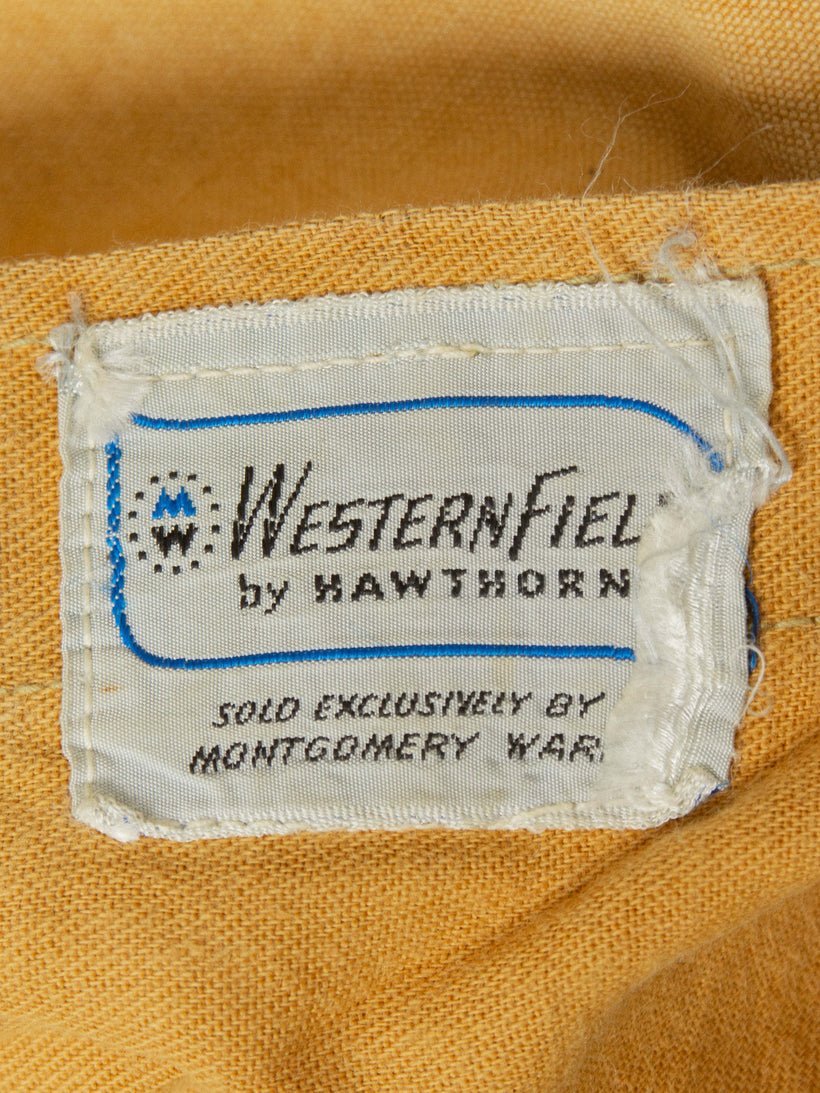 MW WESTERNFIEL
by HAWTHORN
SOLD EXCLUSIVELY BY
MONTGOMERY WAR